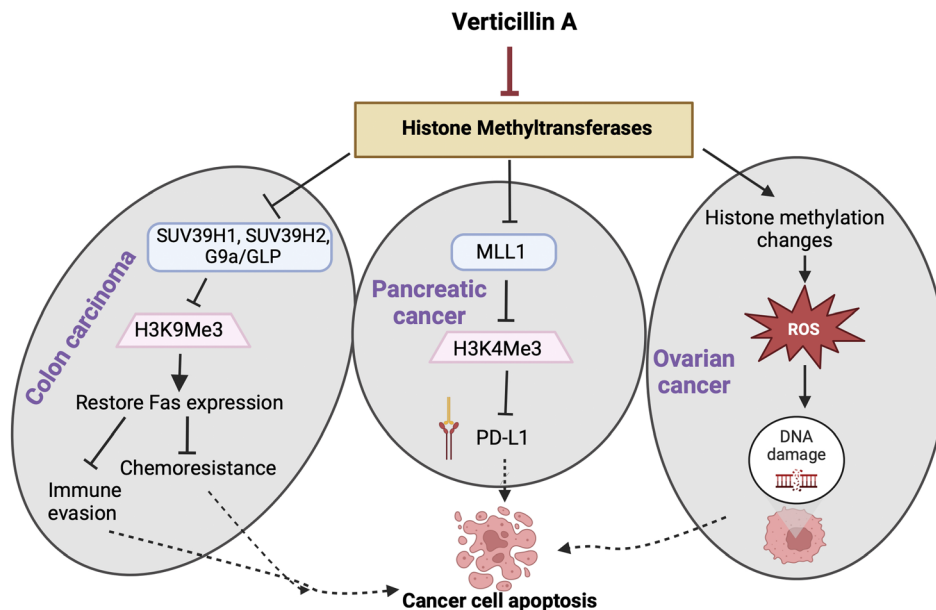 Verticillin A
Histone Methyltransferases
Colon carcinoma
SUV39H1, SUV39H2,
G9a/GLP
H3K9Me3
Restore Fas expression
Chemoresistance
Immune
evasion
MLL1
Pancreatic
cancer
H3K4Me3
PD-L1
Histone methylation
changes
ROS
Ovarian
cancer
DNA
damage
Cancer cell apoptosis